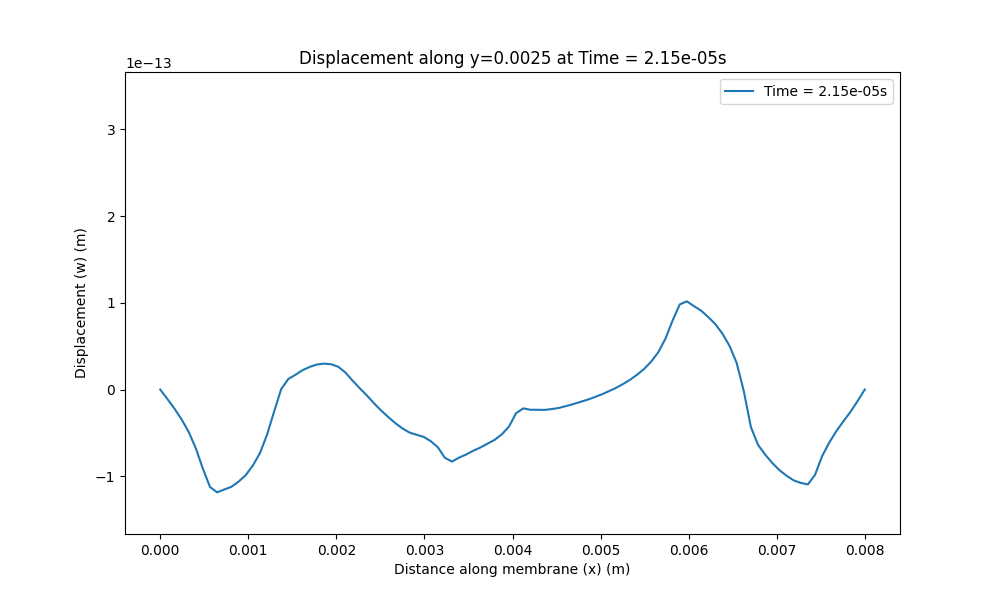 Displacement along y=0.0025 at Time = 2.15e-05s
1e−13
Time = 2.15e-05s
3
2
1
0
−1
Displacement (w) (m)
0.000 0.001 0.002 0.003 0.004 0.005 0.006 0.007 0.008
Distance along membrane (x) (m)